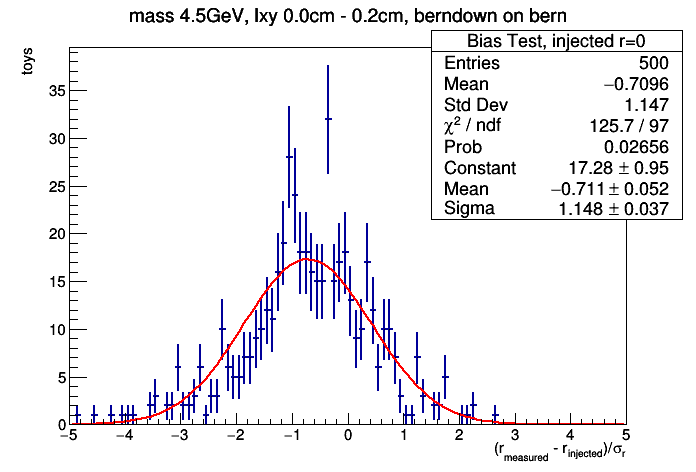 mass 4.5GeV, lxy 0.0cm - 0.2cm, berndown on bern
Bias Test, injected r=0
Entries 500
Mean −0.7096
Std Dev 1.147
χ² / ndf 125.7 / 97
Prob 0.02656
Constant 17.28 ± 0.95
Mean −0.711 ± 0.052
Sigma 1.148 ± 0.037
toys
35
30
25
20
15
10
5
0
−5 −4 −3 −2 −1 0 1 2 3 4 5
(r_measured - r_injected)/σ_r